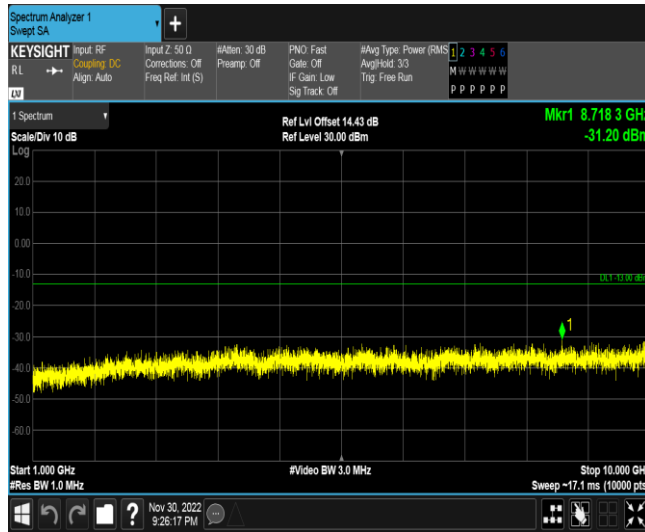 Spectrum Analyzer 1
Swept SA
+
KEYSIGHT Input: RF Input Z: 50 Ω #Atten: 30 dB PNO: Fast #Avg Type: Power (RMS 1 2 3 4 5 6
RL Coupling: DC Corrections: Off Preamp: Off Gate: Off Avg|Hold: 3/3 M W W W W W
Align: Auto Freq Ref: Int (S) IF Gain: Low Trig: Free Run
LXI Sig Track: Off P P P P P P
1 Spectrum Ref Lvl Offset 14.43 dB Mkr1 8.718 3 GHz
Scale/Div 10 dB Ref Level 30.00 dBm -31.20 dBm
Log
20.0
10.0
0.00
-10.0
DL1 -13.00 dBm
-20.0
1
-30.0
-40.0
-50.0
-60.0
Start 1.000 GHz #Video BW 3.0 MHz Stop 10.000 GH
#Res BW 1.0 MHz Sweep ~17.1 ms (10000 pts
? Nov 30, 2022
9:26:17 PM